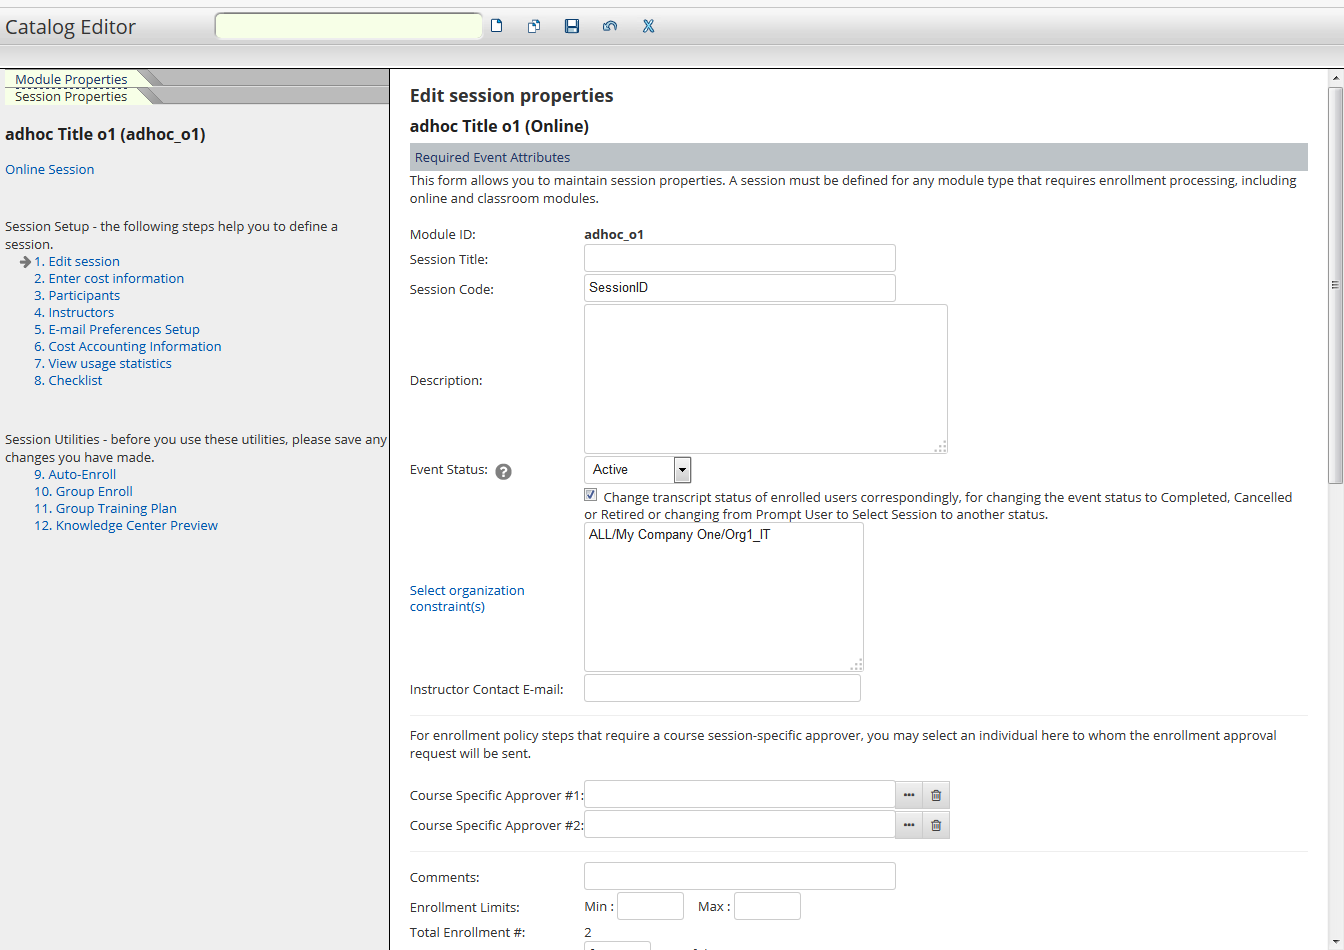 Catalog Editor
Module Properties
Session Properties
adhoc Title o1 (adhoc_o1)
Online Session
Session Setup - the following steps help you to define a
session.
1. Edit session
2. Enter cost information
3. Participants
4. Instructors
5. E-mail Preferences Setup
6. Cost Accounting Information
7. View usage statistics
8. Checklist
Session Utilities - before you use these utilities, please save any
changes you have made.
9. Auto-Enroll
10. Group Enroll
11. Group Training Plan
12. Knowledge Center Preview
Edit session properties
adhoc Title o1 (Online)
Required Event Attributes
This form allows you to maintain session properties. A session must be defined for any module type that requires enrollment processing, including
online and classroom modules.
Module ID: adhoc_o1
Session Title:
Session Code: SessionID
Description:
Event Status: ? Active
Change transcript status of enrolled users correspondingly, for changing the event status to Completed, Cancelled
or Retired or changing from Prompt User to Select Session to another status.
ALL/My Company One/Org1_IT
Select organization
constraint(s)
Instructor Contact E-mail:
For enrollment policy steps that require a course session-specific approver, you may select an individual here to whom the enrollment approval
request will be sent.
Course Specific Approver #1:
Course Specific Approver #2:
Comments:
Enrollment Limits: Min : Max :
Total Enrollment #: 2